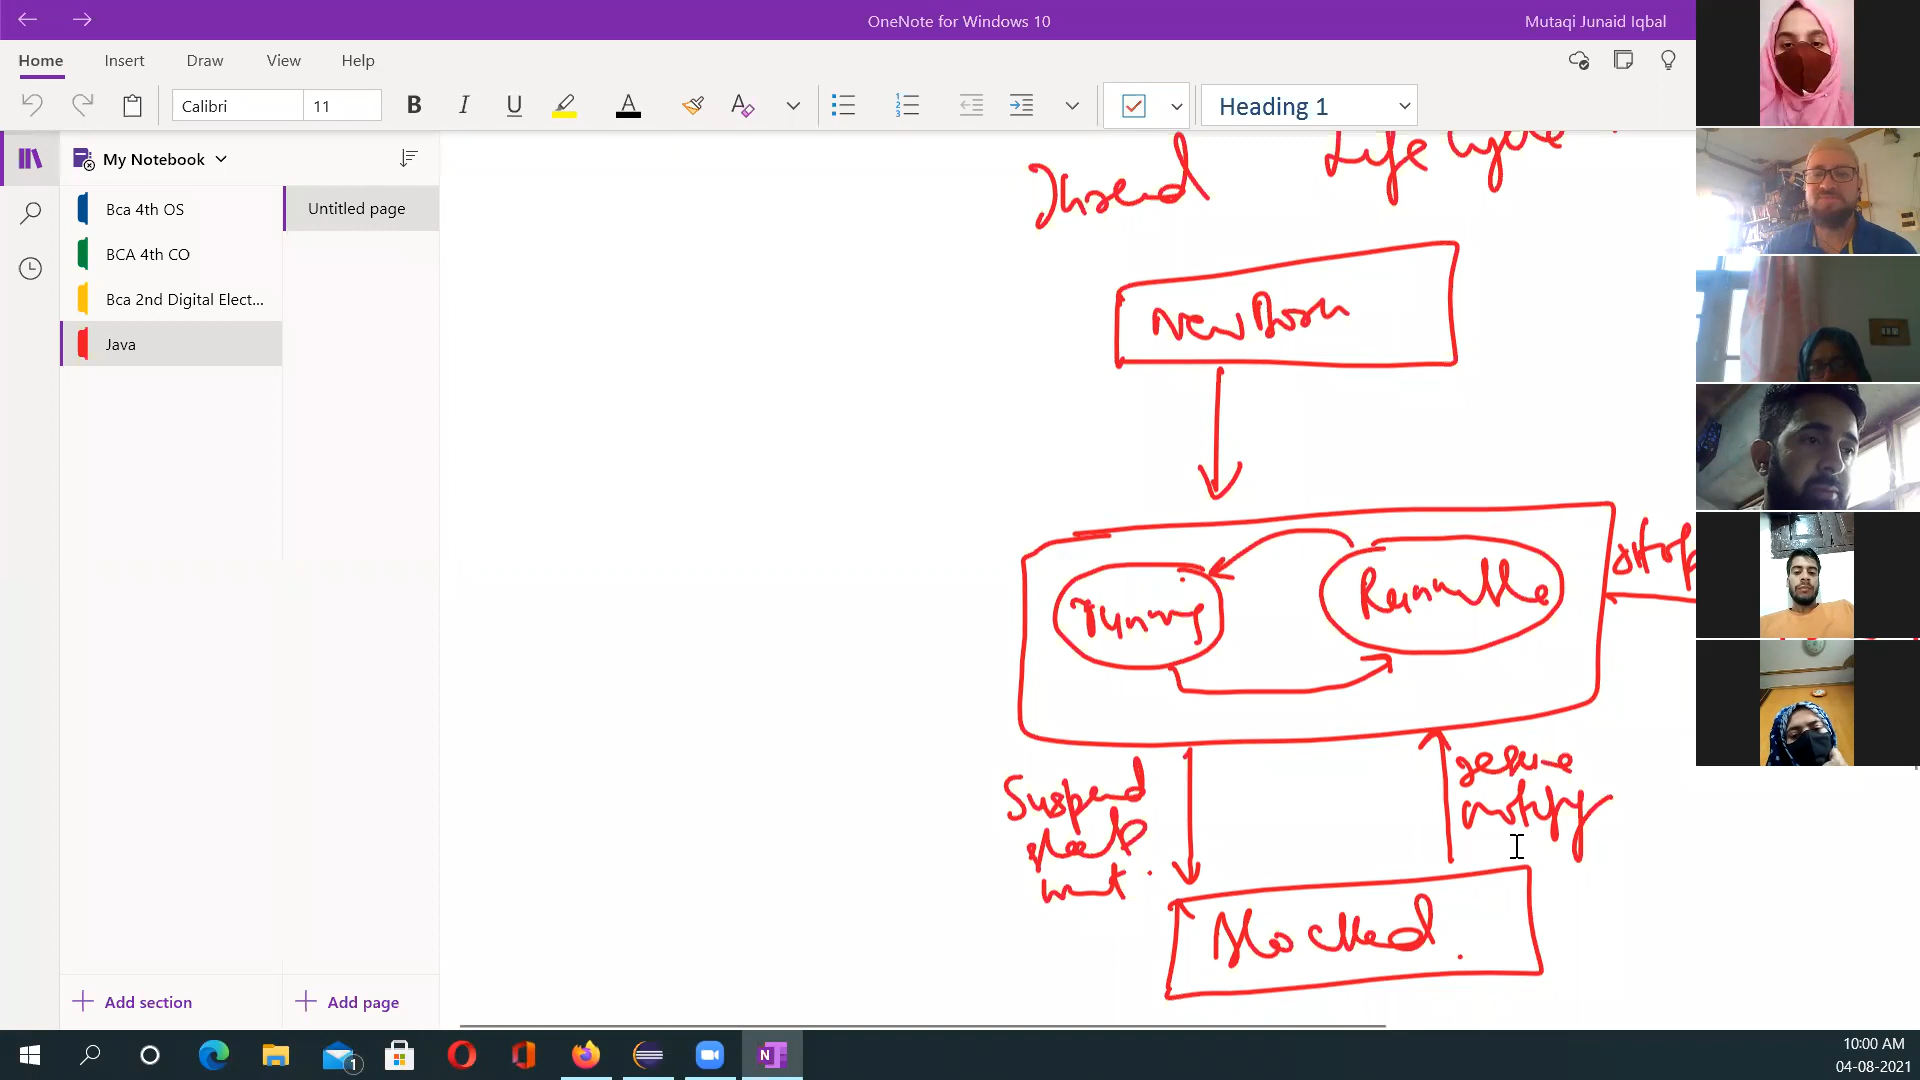 OneNote for Windows 10
Mutaqi Junaid Iqbal
Home
Insert
Draw
View
Help
Calibri
11
B
I
U
A
A
Heading 1
My Notebook
Bca 4th OS
BCA 4th CO
Bca 2nd Digital Elect...
Java
Untitled page
Thread
Life Cycle
New Born
Running
Runnable
stop
Suspend
sleep
wait
resume
notify
Blocked
Add section
Add page
1
N
10:00 AM
04-08-2021